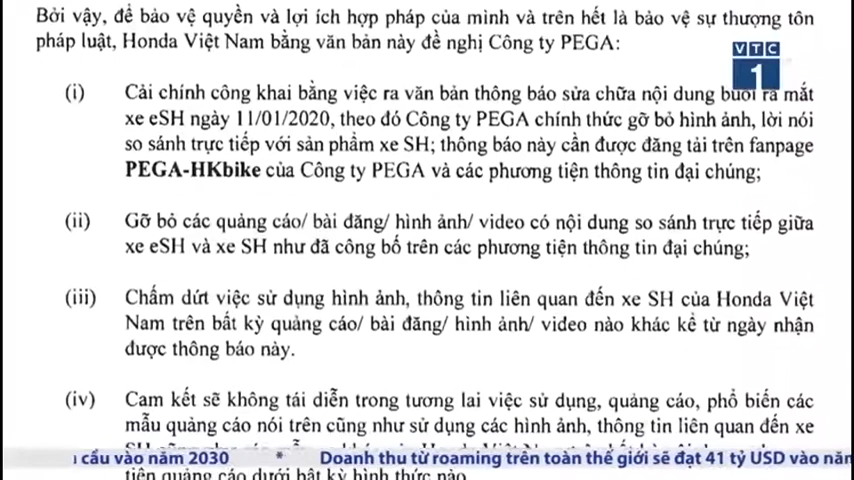 Bởi vậy, để bảo vệ quyền và lợi ích hợp pháp của mình và trên hết là bảo vệ sự thượng tôn
pháp luật, Honda Việt Nam bằng văn bản này đề nghị Công ty PEGA:
VTC
1
(i) Cải chính công khai bằng việc ra văn bản thông báo sửa chữa nội dung buổi ra mắt
xe eSH ngày 11/01/2020, theo đó Công ty PEGA chính thức gỡ bỏ hình ảnh, lời nói
so sánh trực tiếp với sản phẩm xe SH; thông báo này cần được đăng tải trên fanpage
PEGA-HKbike của Công ty PEGA và các phương tiện thông tin đại chúng;
(ii) Gỡ bỏ các quảng cáo/ bài đăng/ hình ảnh/ video có nội dung so sánh trực tiếp giữa
xe eSH và xe SH như đã công bố trên các phương tiện thông tin đại chúng;
(iii) Chấm dứt việc sử dụng hình ảnh, thông tin liên quan đến xe SH của Honda Việt
Nam trên bất kỳ quảng cáo/ bài đăng/ hình ảnh/ video nào khác kể từ ngày nhận
được thông báo này.
(iv) Cam kết sẽ không tái diễn trong tương lai việc sử dụng, quảng cáo, phổ biến các
mẫu quảng cáo nói trên cũng như sử dụng các hình ảnh, thông tin liên quan đến xe
cầu vào năm 2030 * Doanh thu từ roaming trên toàn thế giới sẽ đạt 41 tỷ USD vào năm
tiện quảng cáo dưới bất kỳ hình thức nào